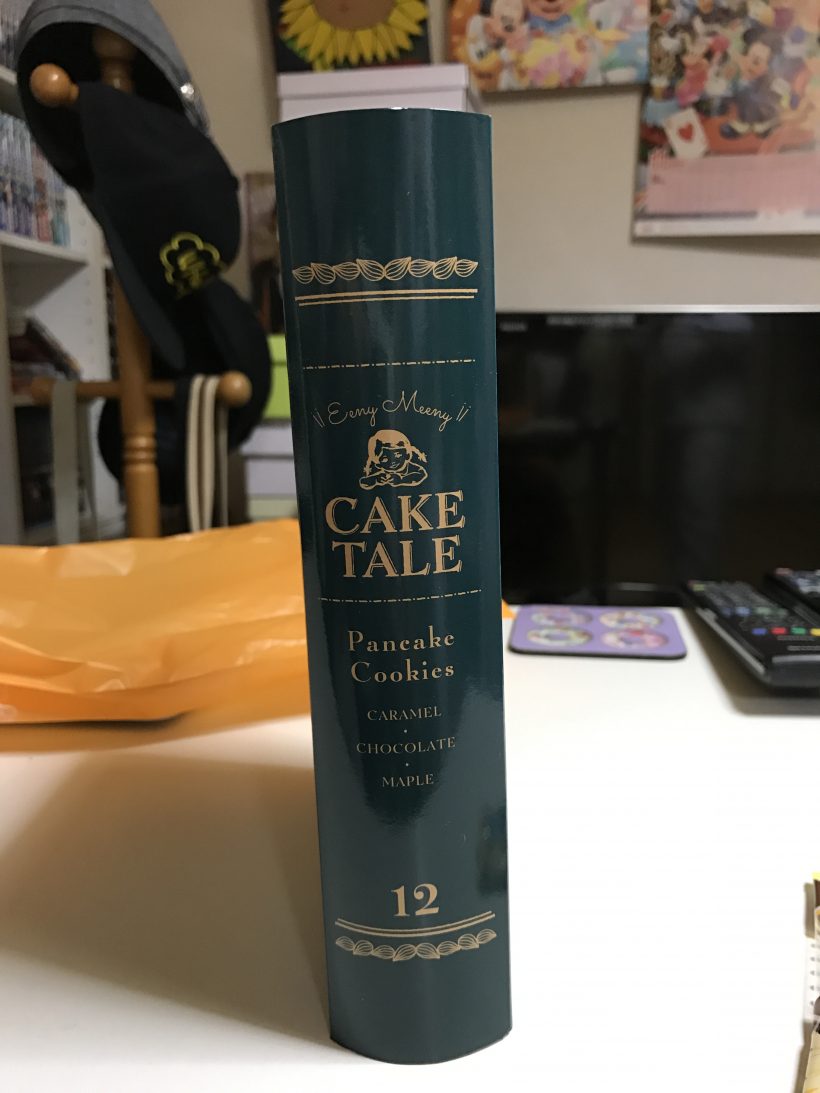 Eeny Meeny
CAKE
TALE
Pancake
Cookies
CARAMEL
•
CHOCOLATE
•
MAPLE
12